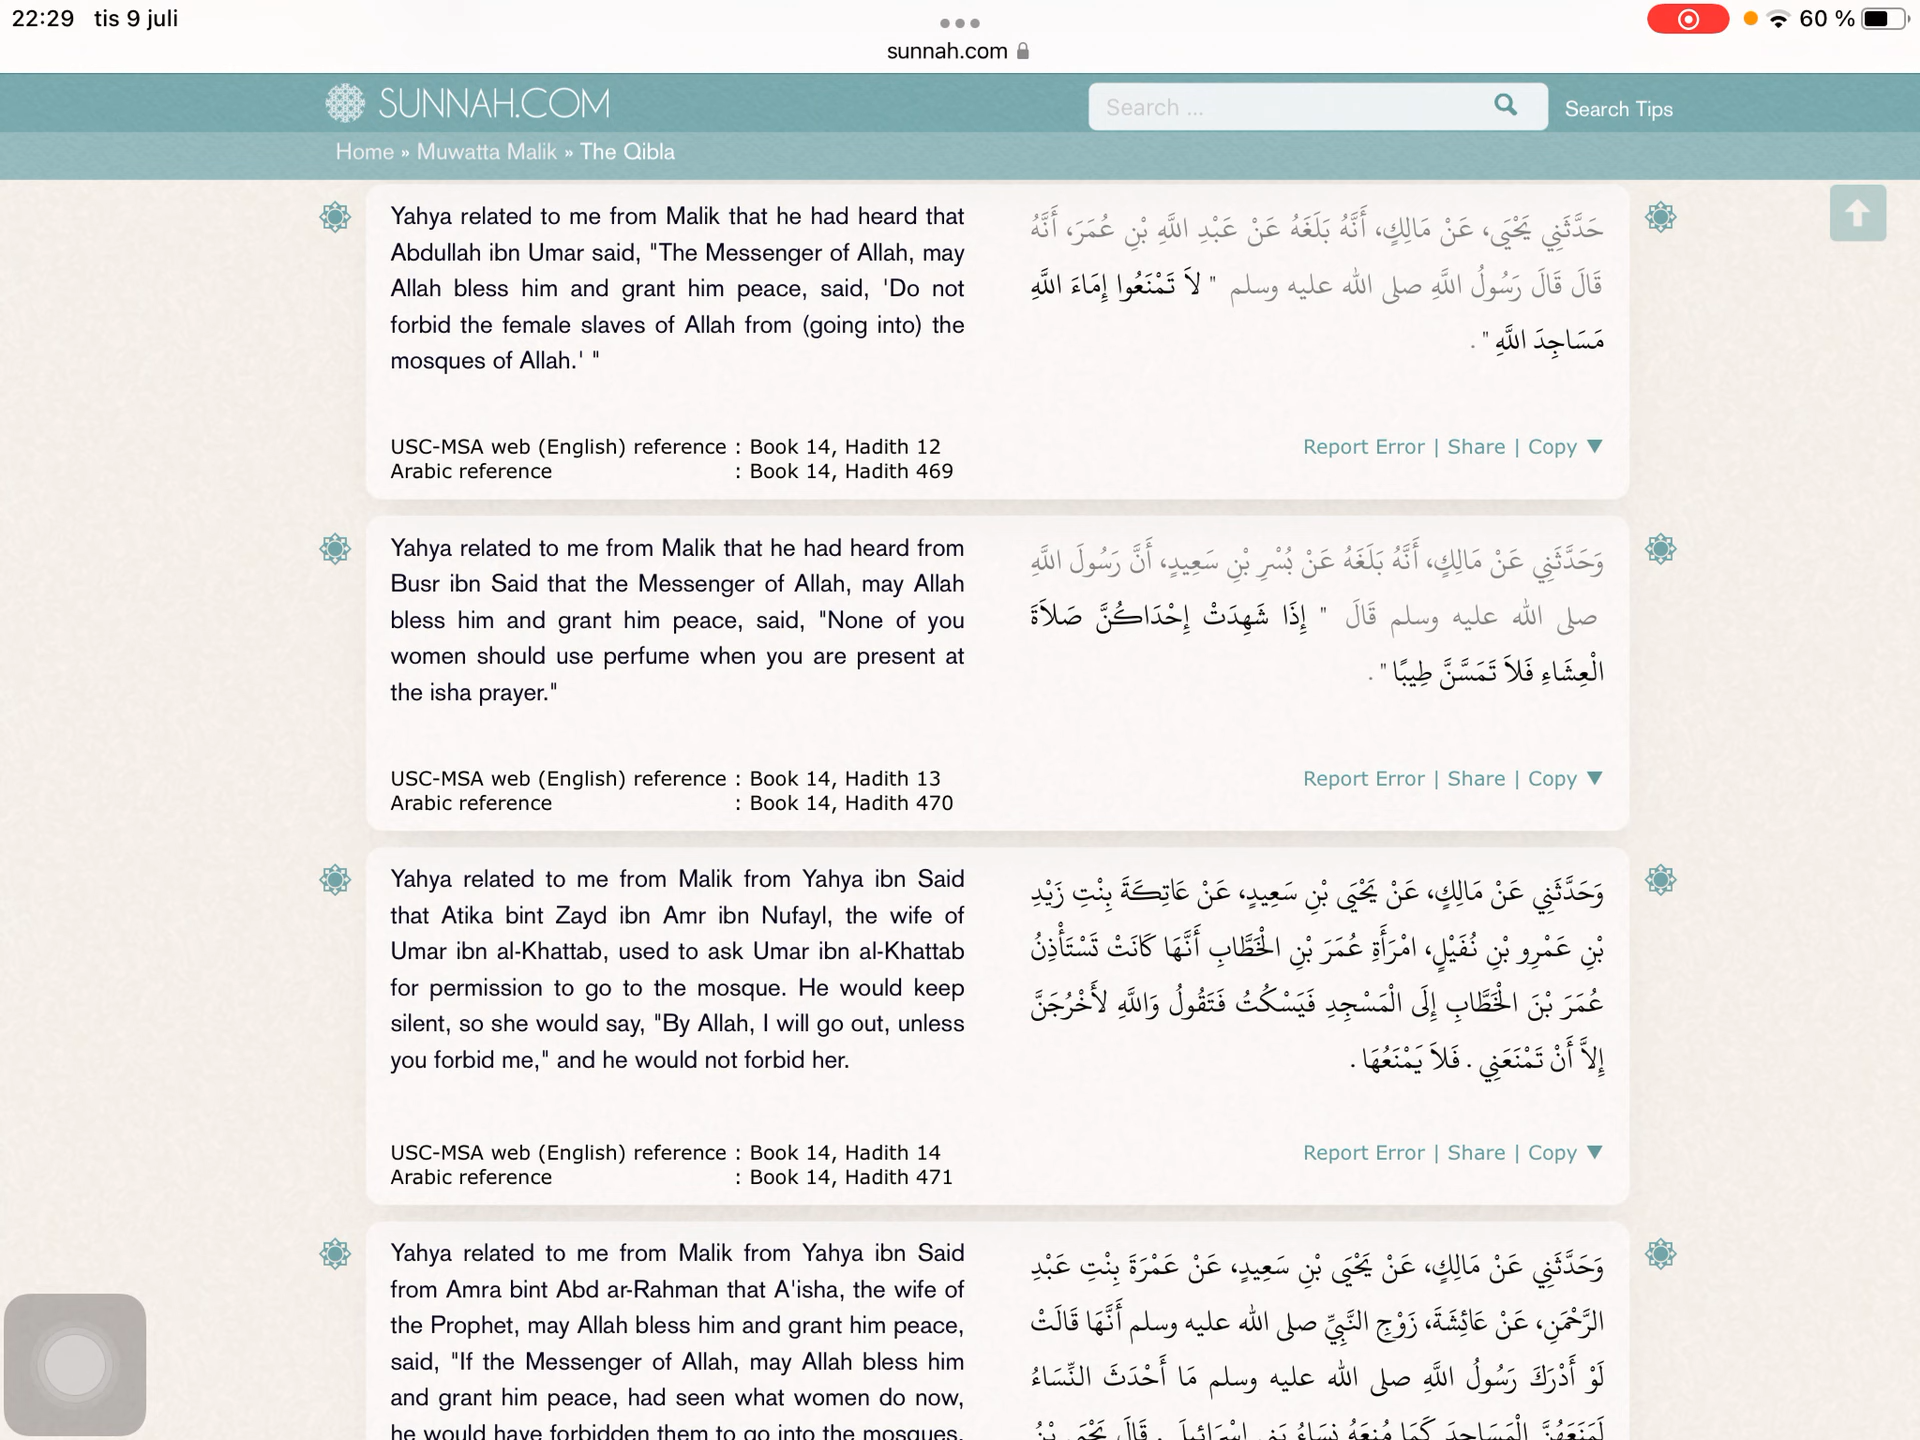 22:29 tis 9 juli
60 %
sunnah.com
SUNNAH.COM
Search ...
Search Tips
Home » Muwatta Malik » The Qibla
Yahya related to me from Malik that he had heard that
Abdullah ibn Umar said, "The Messenger of Allah, may
Allah bless him and grant him peace, said, 'Do not
forbid the female slaves of Allah from (going into) the
mosques of Allah.' "
حَدَّثَنِي يَحْيَى، عَنْ مَالِكٍ، أَنَّهُ بَلَغَهُ عَنْ عَبْدِ اللَّهِ بْنِ عُمَرَ، أَنَّهُ
قَالَ قَالَ رَسُولُ اللَّهِ صلى الله عليه وسلم ‏"‏ لاَ تَمْنَعُوا إِمَاءَ اللَّهِ
مَسَاجِدَ اللَّهِ ‏"‏ ‏.‏
USC-MSA web (English) reference : Book 14, Hadith 12
Arabic reference : Book 14, Hadith 469
Report Error | Share | Copy ▼
Yahya related to me from Malik that he had heard from
Busr ibn Said that the Messenger of Allah, may Allah
bless him and grant him peace, said, "None of you
women should use perfume when you are present at
the isha prayer."
وَحَدَّثَنِي عَنْ مَالِكٍ، أَنَّهُ بَلَغَهُ عَنْ بُسْرِ بْنِ سَعِيدٍ، أَنَّ رَسُولَ اللَّهِ
صلى الله عليه وسلم قَالَ ‏"‏ إِذَا شَهِدَتْ إِحْدَاكُنَّ صَلاَةَ
الْعِشَاءِ فَلاَ تَمَسَّنَّ طِيبًا ‏"‏ ‏.‏
USC-MSA web (English) reference : Book 14, Hadith 13
Arabic reference : Book 14, Hadith 470
Report Error | Share | Copy ▼
Yahya related to me from Malik from Yahya ibn Said
that Atika bint Zayd ibn Amr ibn Nufayl, the wife of
Umar ibn al-Khattab, used to ask Umar ibn al-Khattab
for permission to go to the mosque. He would keep
silent, so she would say, "By Allah, I will go out, unless
you forbid me," and he would not forbid her.
وَحَدَّثَنِي عَنْ مَالِكٍ، عَنْ يَحْيَى بْنِ سَعِيدٍ، عَنْ عَاتِكَةَ بِنْتِ زَيْدِ
بْنِ عَمْرِو بْنِ نُفَيْلٍ، امْرَأَةِ عُمَرَ بْنِ الْخَطَّابِ أَنَّهَا كَانَتْ تَسْتَأْذِنُ
عُمَرَ بْنَ الْخَطَّابِ إِلَى الْمَسْجِدِ فَيَسْكُتُ فَتَقُولُ وَاللَّهِ لأَخْرُجَنَّ
إِلاَّ أَنْ تَمْنَعَنِي ‏.‏ فَلاَ يَمْنَعُهَا ‏.‏
USC-MSA web (English) reference : Book 14, Hadith 14
Arabic reference : Book 14, Hadith 471
Report Error | Share | Copy ▼
Yahya related to me from Malik from Yahya ibn Said
from Amra bint Abd ar-Rahman that A'isha, the wife of
the Prophet, may Allah bless him and grant him peace,
said, "If the Messenger of Allah, may Allah bless him
and grant him peace, had seen what women do now,
he would have forbidden them to go into the mosques,
وَحَدَّثَنِي عَنْ مَالِكٍ، عَنْ يَحْيَى بْنِ سَعِيدٍ، عَنْ عَمْرَةَ بِنْتِ عَبْدِ
الرَّحْمَنِ، عَنْ عَائِشَةَ، زَوْجِ النَّبِيِّ صلى الله عليه وسلم أَنَّهَا قَالَتْ
لَوْ أَدْرَكَ رَسُولُ اللَّهِ صلى الله عليه وسلم مَا أَحْدَثَ النِّسَاءُ
لَمَنَعَهُنَّ الْمَسَاجِدَ كَمَا مُنِعَهُ نِسَاءُ بَنِي إِسْرَائِيلَ ‏.‏ قَالَ يَحْيَى بْنُ